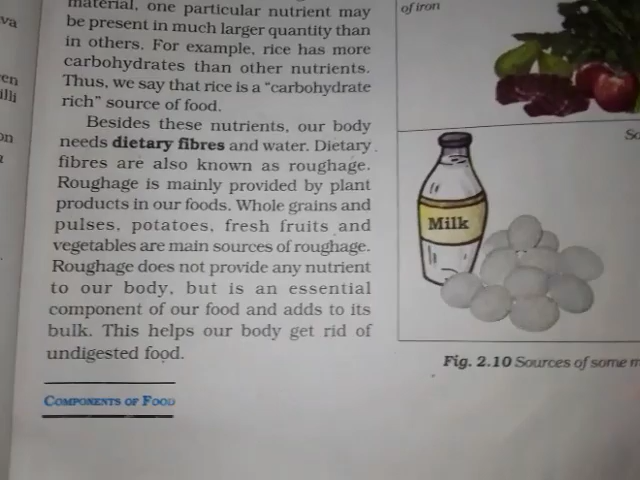 va
en
illi
on
material, one particular nutrient may
be present in much larger quantity than
in others. For example, rice has more
carbohydrates than other nutrients.
Thus, we say that rice is a “carbohydrate
rich” source of food.
Besides these nutrients, our body
needs dietary fibres and water. Dietary
fibres are also known as roughage.
Roughage is mainly provided by plant
products in our foods. Whole grains and
pulses, potatoes, fresh fruits and
vegetables are main sources of roughage.
Roughage does not provide any nutrient
to our body, but is an essential
component of our food and adds to its
bulk. This helps our body get rid of
undigested food.
COMPONENTS OF FOOD
of iron
So
Milk
Fig. 2.10 Sources of some m